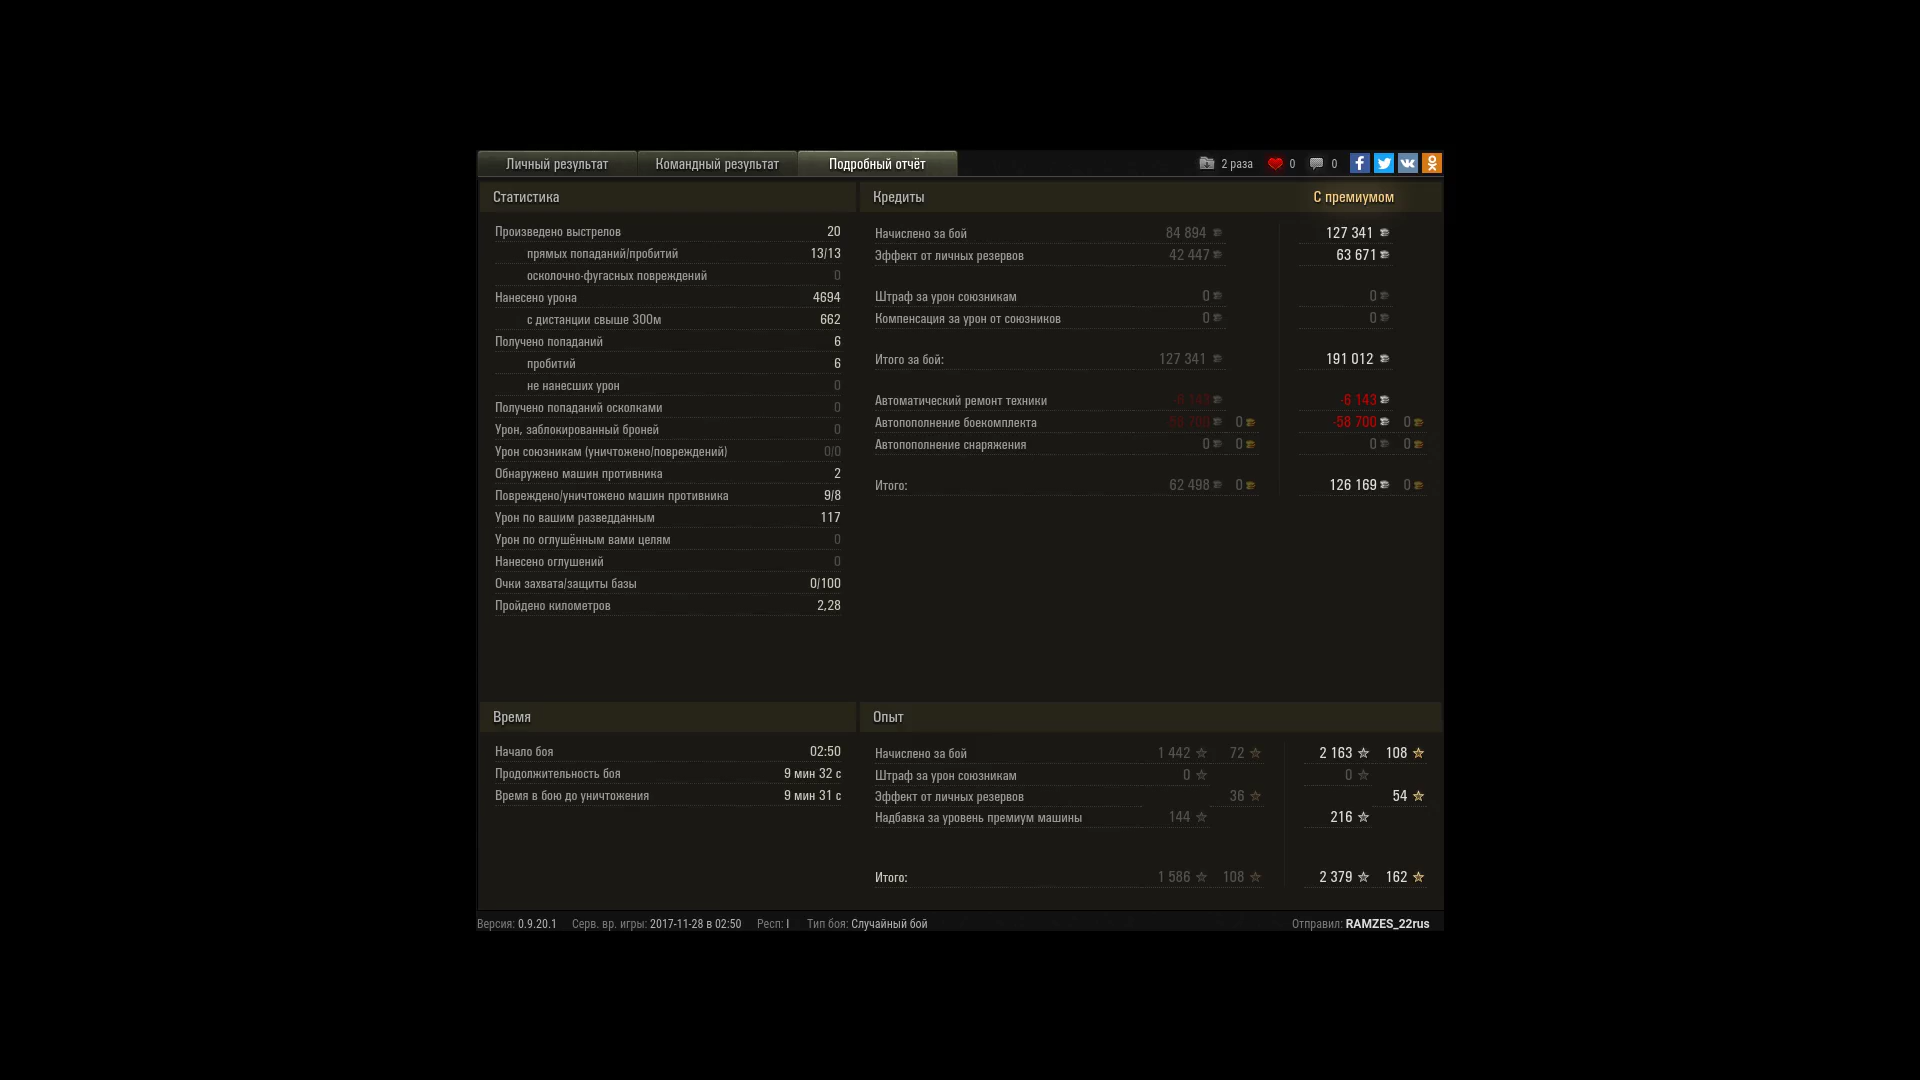 Личный результат Командный результат Подробный отчёт 2 раза 0 0
Статистика
Произведено выстрелов 20
прямых попаданий/пробитий 13/13
осколочно-фугасных повреждений 0
Нанесено урона 4694
с дистанции свыше 300м 662
Получено попаданий 6
пробитий 6
не нанесших урон 0
Получено попаданий осколками 0
Урон, заблокированный броней 0
Урон союзникам (уничтожено/повреждений) 0/0
Обнаружено машин противника 2
Повреждено/уничтожено машин противника 9/8
Урон по вашим разведданным 117
Урон по оглушённым вами целям 0
Нанесено оглушений 0
Очки захвата/защиты базы 0/100
Пройдено километров 2,28
Кредиты С премиумом
Начислено за бой 84 894 127 341
Эффект от личных резервов 42 447 63 671
Штраф за урон союзникам 0 0
Компенсация за урон от союзников 0 0
Итого за бой: 127 341 191 012
Автоматический ремонт техники -6 143 -6 143
Автопополнение боекомплекта -58 700 0 -58 700 0
Автопополнение снаряжения 0 0 0 0
Итого: 62 498 0 126 169 0
Время
Начало боя 02:50
Продолжительность боя 9 мин 32 с
Время в бою до уничтожения 9 мин 31 с
Опыт
Начислено за бой 1 442 72 2 163 108
Штраф за урон союзникам 0 0
Эффект от личных резервов 36 54
Надбавка за уровень премиум машины 144 216
Итого: 1 586 108 2 379 162
Версия: 0.9.20.1 Серв. вр. игры: 2017-11-28 в 02:50 Респ: I Тип боя: Случайный бой Отправил: RAMZES_22rus